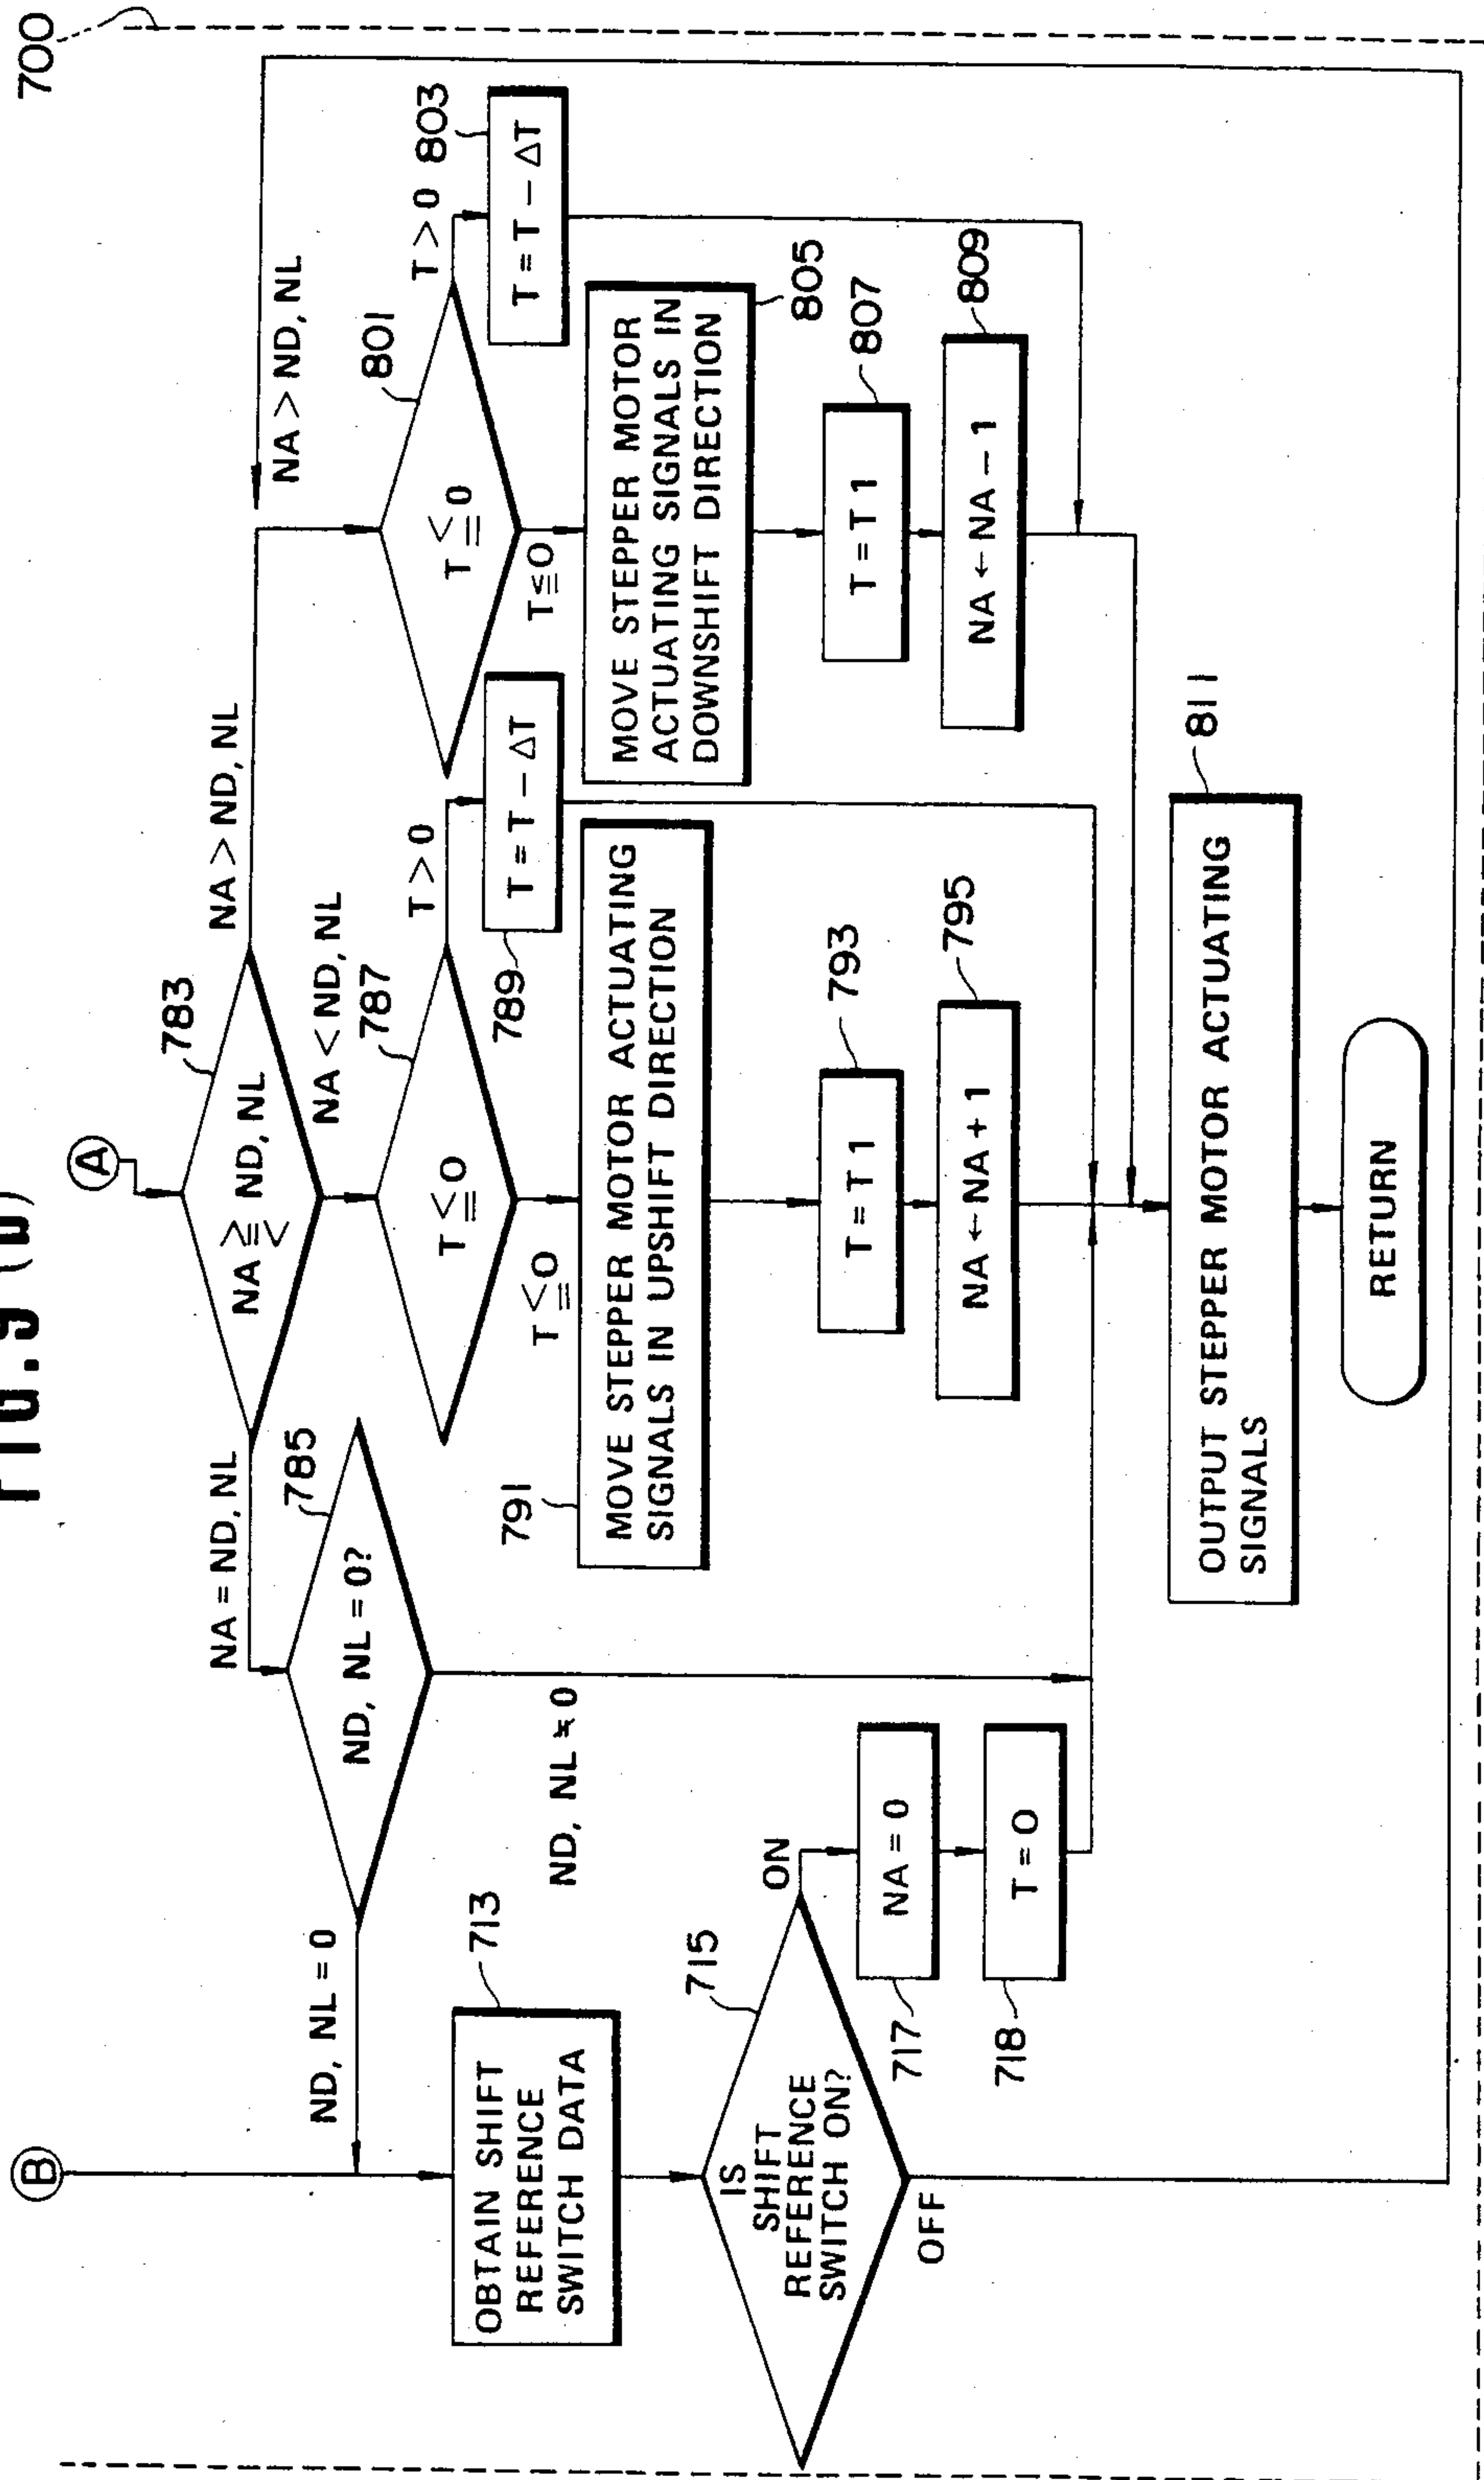 FIG.9 (b)
700
A
B
783
NA ≧< ND, NL
NA = ND, NL
NA > ND, NL
NA > ND, NL
NA < ND, NL
785
ND, NL = 0?
ND, NL = 0
ND, NL ≒ 0
787
T ≦ 0
T > 0
T ≦ 0
789
T = T − ΔT
791
MOVE STEPPER MOTOR ACTUATING
SIGNALS IN UPSHIFT DIRECTION
793
T = T 1
795
NA ← NA + 1
801
T ≦ 0
T > 0
T ≦ 0
803
T = T − ΔT
805
MOVE STEPPER MOTOR
ACTUATING SIGNALS IN
DOWNSHIFT DIRECTION
807
T = T 1
809
NA ← NA − 1
713
OBTAIN SHIFT
REFERENCE
SWITCH DATA
715
IS
SHIFT
REFERENCE
SWITCH ON?
ON
OFF
717
NA = 0
718
T = 0
811
OUTPUT STEPPER MOTOR ACTUATING
SIGNALS
RETURN